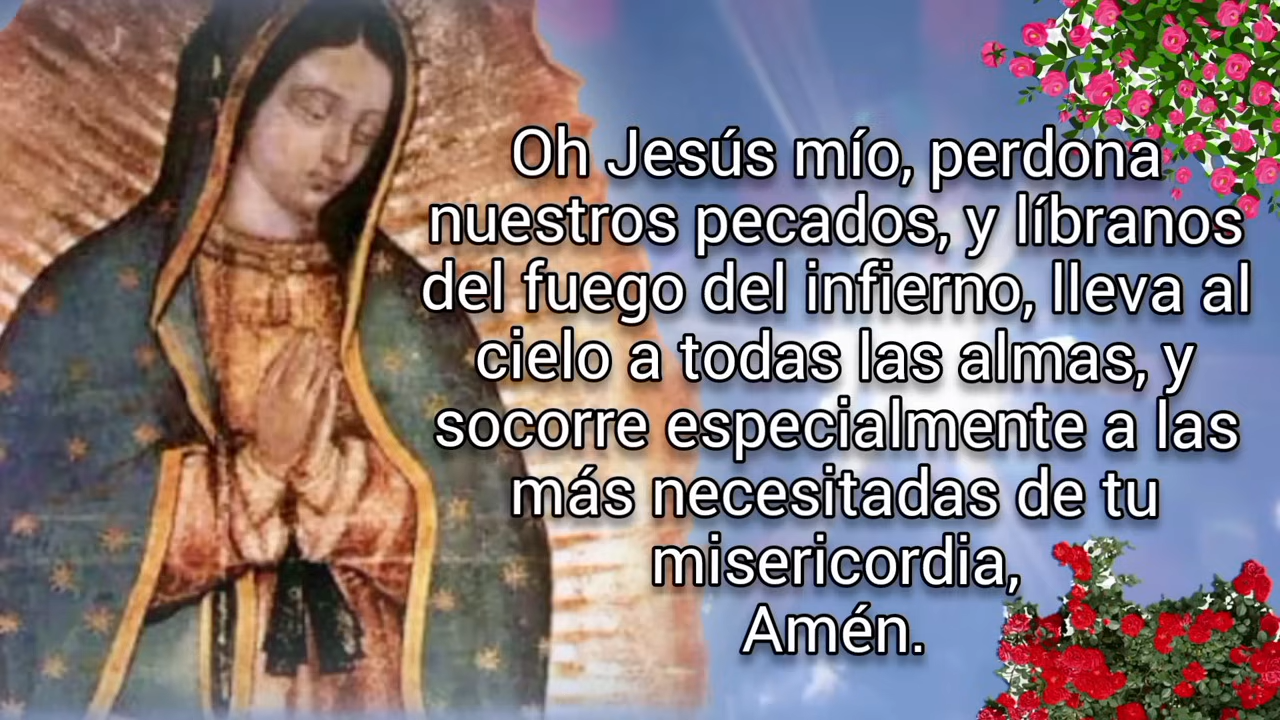 Oh Jesús mío, perdona
nuestros pecados, y líbranos
del fuego del infierno, lleva al
cielo a todas las almas, y
socorre especialmente a las
más necesitadas de tu
misericordia,
Amén.